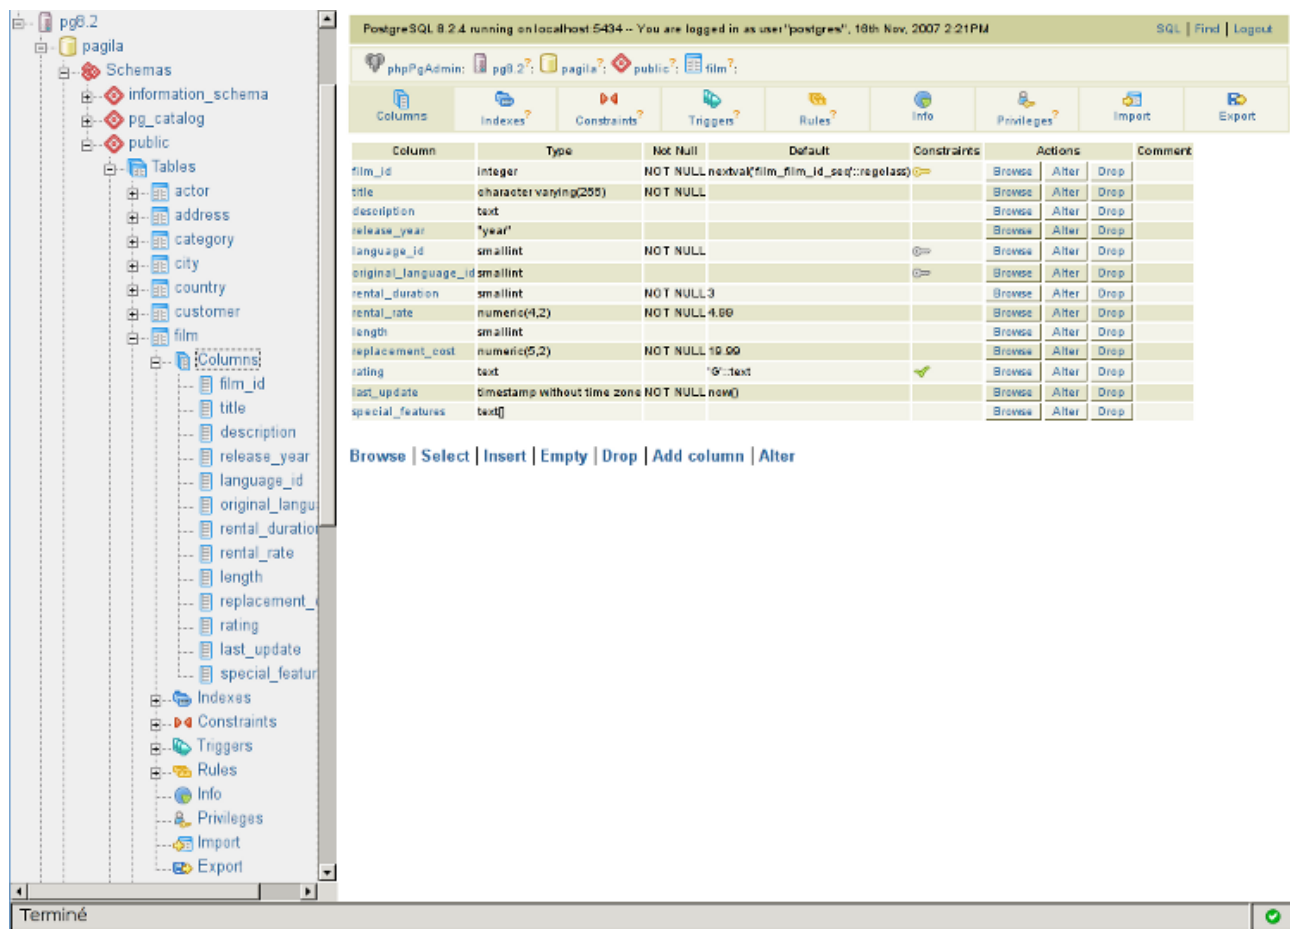 pg8.2
pagila
Schemas
information_schema
pg_catalog
public
Tables
actor
address
category
city
country
customer
film
Columns
film_id
title
description
release_year
language_id
original_langu
rental_duration
rental_rate
length
replacement_
rating
last_update
special_featur
Indexes
Constraints
Triggers
Rules
Info
Privileges
Import
Export
PostgreSQL 8.2.4 running on localhost:5434 -- You are logged in as user "postgres", 16th Nov, 2007 2:21PM SQL | Find | Logout
phpPgAdmin: pg8.2?: pagila?: public?: film?:
Columns Indexes? Constraints? Triggers? Rules? Info Privileges? Import Export
Column Type Not Null Default Constraints Actions Comment
film_id integer NOT NULL nextval('film_film_id_seq'::regclass) Browse Alter Drop
title character varying(255) NOT NULL Browse Alter Drop
description text Browse Alter Drop
release_year "year" Browse Alter Drop
language_id smallint NOT NULL Browse Alter Drop
original_language_id smallint Browse Alter Drop
rental_duration smallint NOT NULL 3 Browse Alter Drop
rental_rate numeric(4,2) NOT NULL 4.99 Browse Alter Drop
length smallint Browse Alter Drop
replacement_cost numeric(5,2) NOT NULL 19.99 Browse Alter Drop
rating text 'G'::text Browse Alter Drop
last_update timestamp without time zone NOT NULL now() Browse Alter Drop
special_features text[] Browse Alter Drop
Browse | Select | Insert | Empty | Drop | Add column | Alter
Terminé